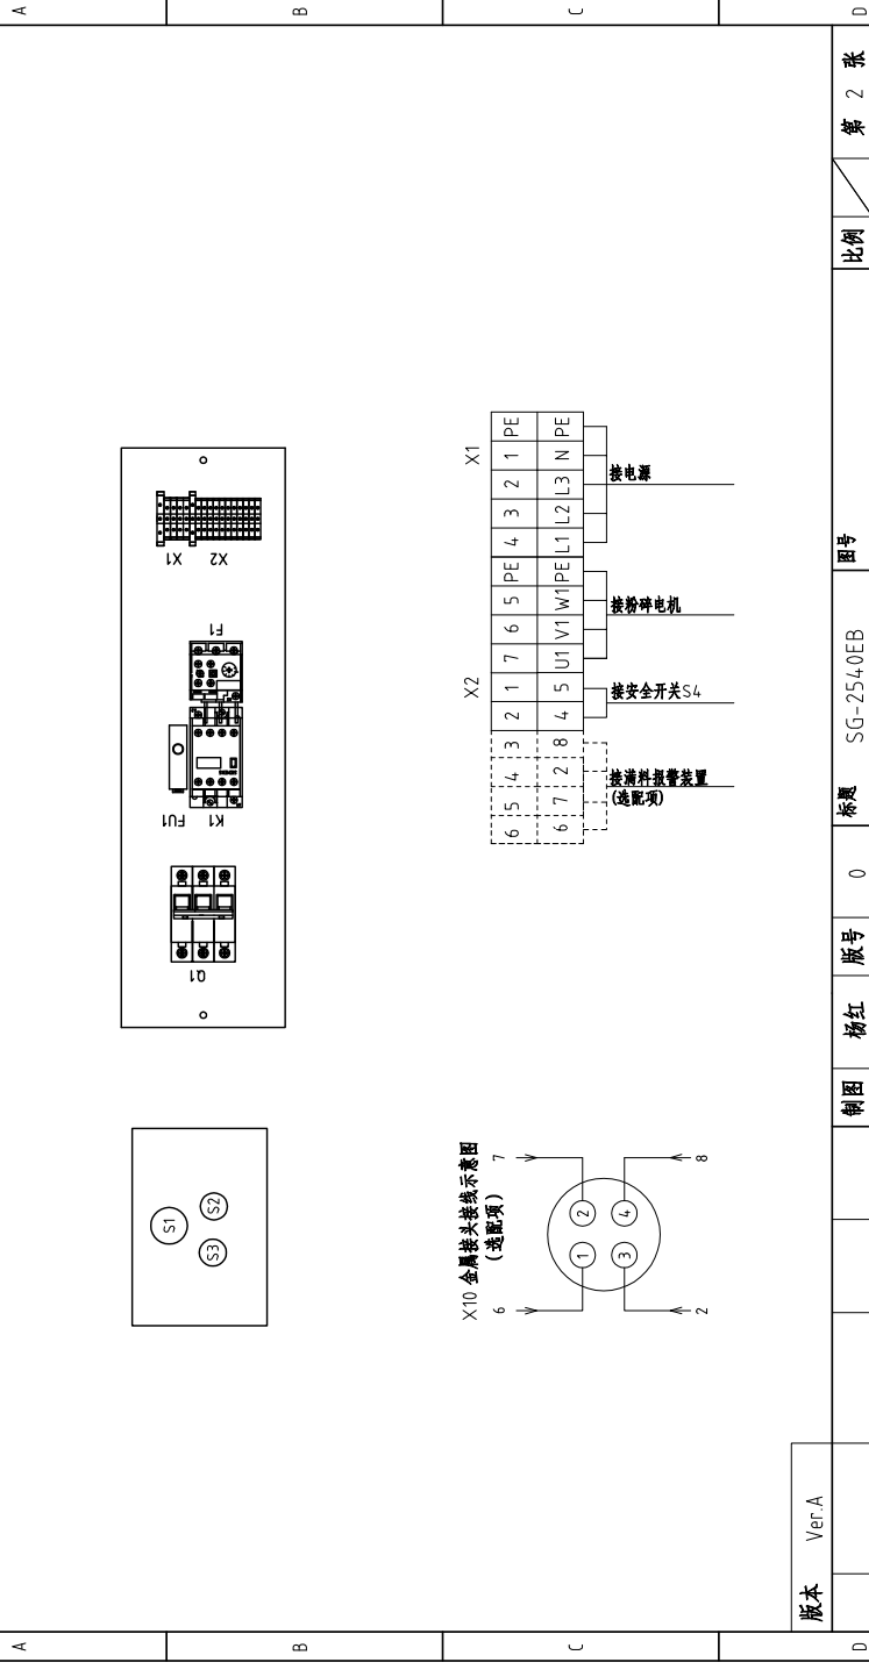 A
B
C
D
S1
S2
S3
Q1
FU1
K1
F1
X1
X2
X10 金属接头接线示意图
(选配项)
6
7
1
2
3
4
2
8
X2
X1
6 5 4 3 2 1 7 6 5 PE 4 3 2 1 PE
6 7 2 8 4 5 U1 V1 W1 PE L1 L2 L3 N PE
接满料报警装置
(选配项)
接安全开关S4
接粉碎电机
接电源
版本 Ver.A
制图 杨红 版号 0 标题 SG-2540EB 图号 比例 第 2 张
A
B
C
D